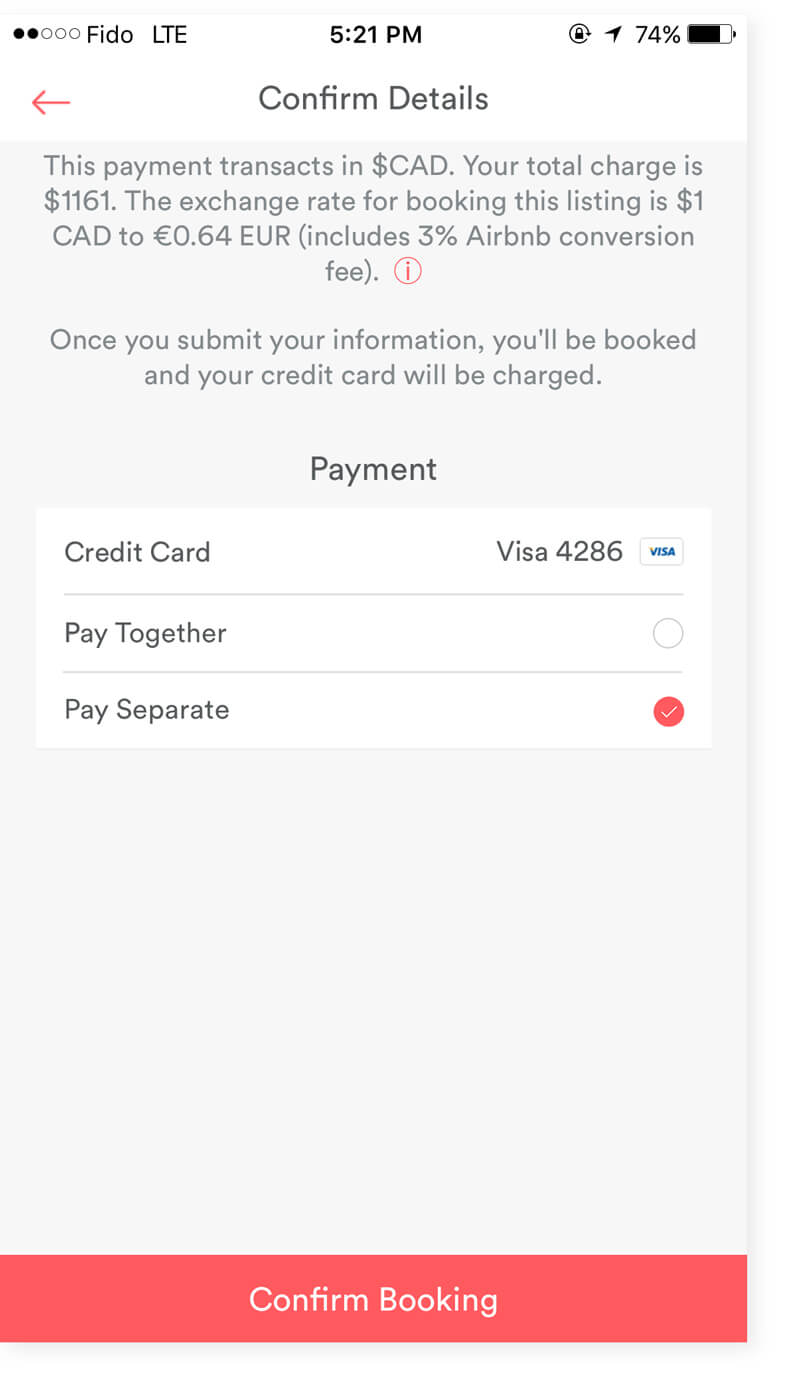 Fido LTE 5:21 PM 74%
Confirm Details
This payment transacts in $CAD. Your total charge is
$1161. The exchange rate for booking this listing is $1
CAD to €0.64 EUR (includes 3% Airbnb conversion
fee). i
Once you submit your information, you'll be booked
and your credit card will be charged.
Payment
Credit Card Visa 4286 VISA
Pay Together
Pay Separate
Confirm Booking